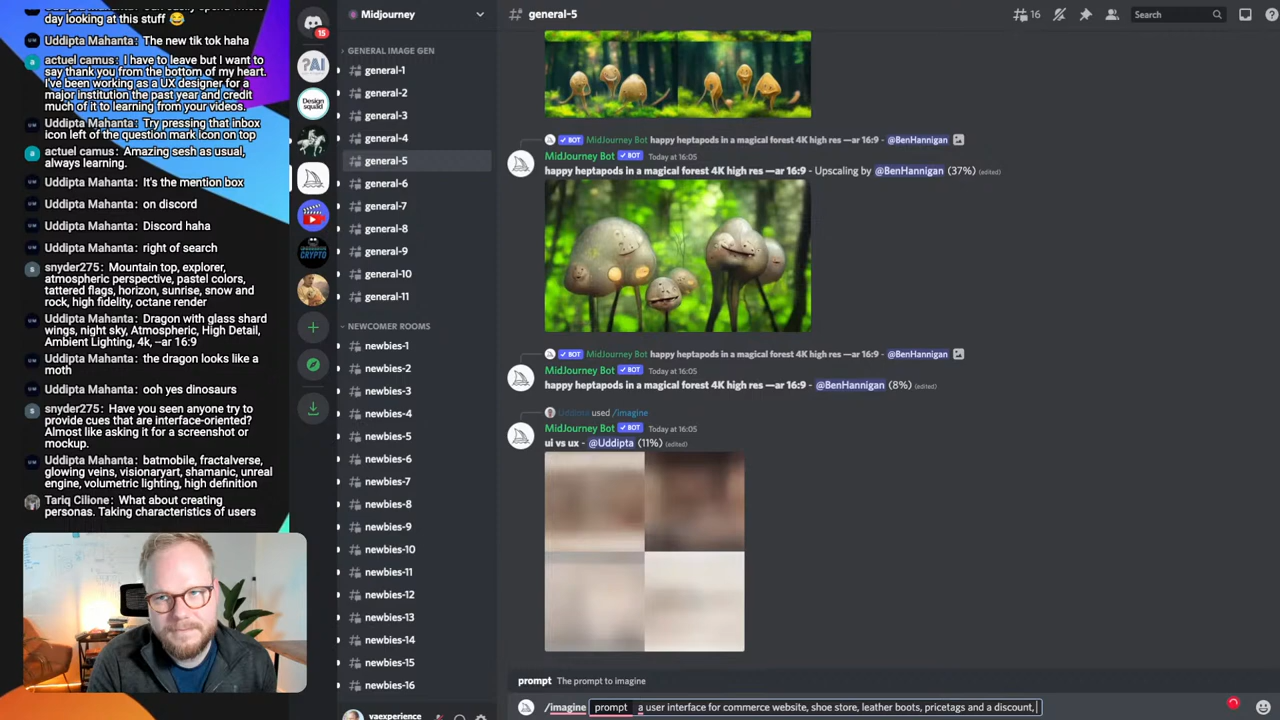 day looking at this stuff 😂
Uddipta Mahanta: The new tik tok haha
actuel camus: I have to leave but I want to
say thank you from the bottom of my heart.
I've been working as a UX designer for a
major institution the past year and credit
much of it to learning from your videos.
Uddipta Mahanta: Try pressing that inbox
icon left of the question mark icon on top
actuel camus: Amazing sesh as usual,
always learning.
Uddipta Mahanta: It's the mention box
Uddipta Mahanta: on discord
Uddipta Mahanta: Discord haha
Uddipta Mahanta: right of search
snyder275: Mountain top, explorer,
atmospheric perspective, pastel colors,
tattered flags, horizon, sunrise, snow and
rock, high fidelity, octane render
Uddipta Mahanta: Dragon with glass shard
wings, night sky, Atmospheric, High Detail,
Ambient Lighting, 4k, --ar 16:9
Uddipta Mahanta: the dragon looks like a
moth
Uddipta Mahanta: ooh yes dinosaurs
snyder275: Have you seen anyone try to
provide cues that are interface-oriented?
Almost like asking it for a screenshot or
mockup.
Uddipta Mahanta: batmobile, fractalverse,
glowing veins, visionaryart, shamanic, unreal
engine, volumetric lighting, high definition
Tariq Cilione: What about creating
personas. Taking characteristics of users
15
?AI
Design
squad
CRYPTO
Midjourney
GENERAL IMAGE GEN
general-1
general-2
general-3
general-4
general-5
general-6
general-7
general-8
general-9
general-10
general-11
NEWCOMER ROOMS
newbies-1
newbies-2
newbies-3
newbies-4
newbies-5
newbies-6
newbies-7
newbies-8
newbies-9
newbies-10
newbies-11
newbies-12
newbies-13
newbies-14
newbies-15
newbies-16
vaexperience
general-5
16
Search
BOT MidJourney Bot happy heptapods in a magical forest 4K high res —ar 16:9 - @BenHannigan
MidJourney Bot BOT Today at 16:05
happy heptapods in a magical forest 4K high res —ar 16:9 - Upscaling by @BenHannigan (37%) (edited)
BOT MidJourney Bot happy heptapods in a magical forest 4K high res —ar 16:9 - @BenHannigan
MidJourney Bot BOT Today at 16:05
happy heptapods in a magical forest 4K high res —ar 16:9 - @BenHannigan (8%) (edited)
Uddipta used /imagine
MidJourney Bot BOT Today at 16:05
ui vs ux - @Uddipta (11%) (edited)
prompt The prompt to imagine
/imagine prompt a user interface for commerce website, shoe store, leather boots, pricetags and a discount,